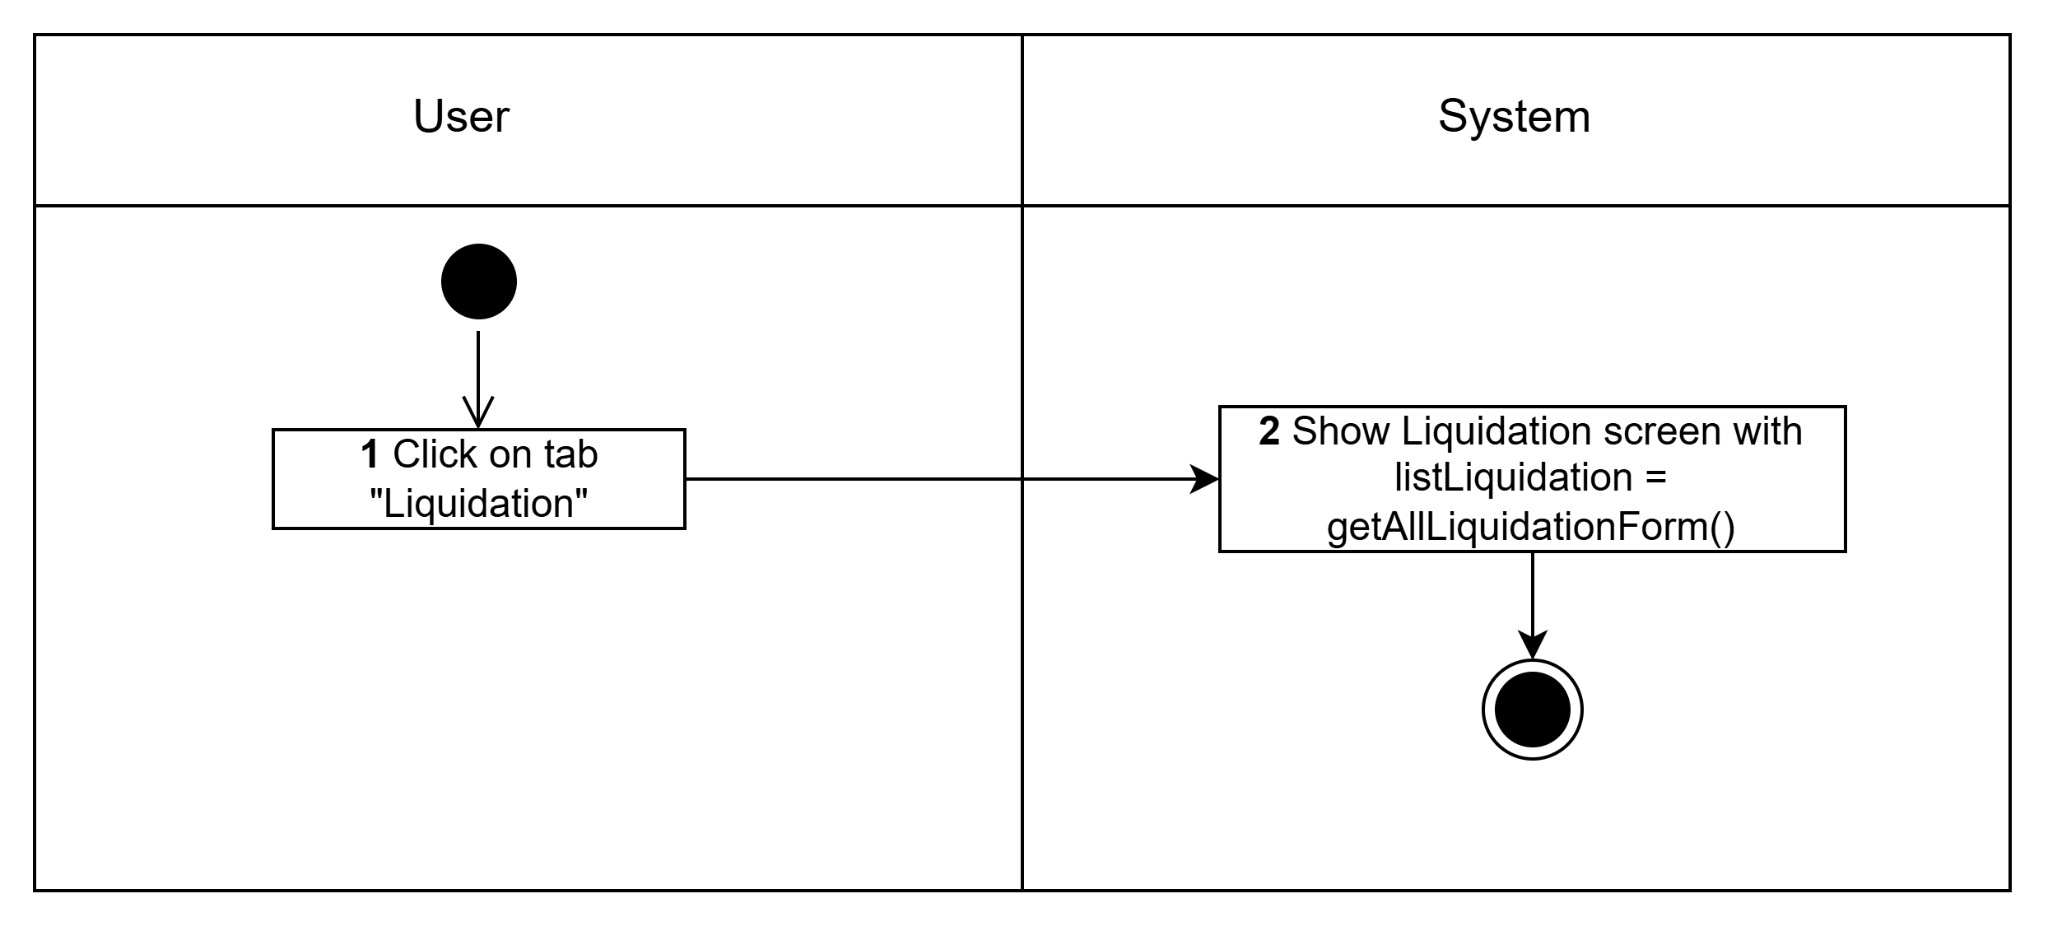 User
System
1 Click on tab
"Liquidation"
2 Show Liquidation screen with
listLiquidation =
getAllLiquidationForm()